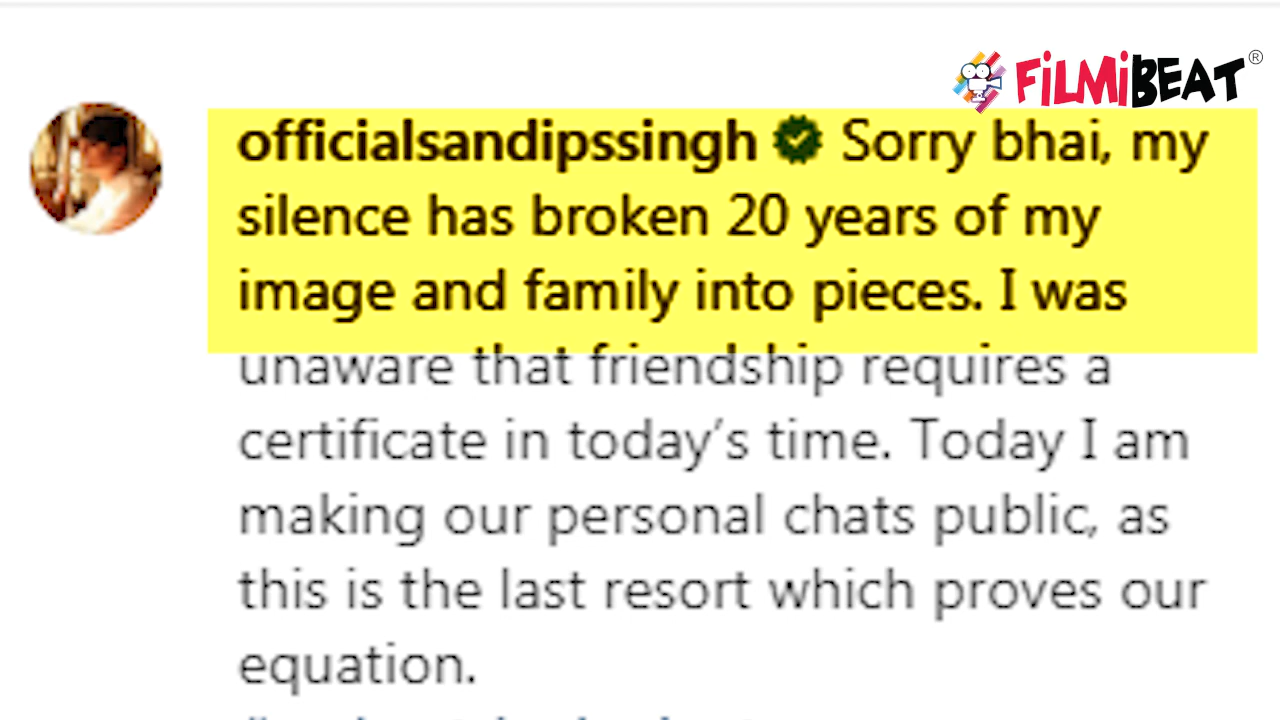 FiLMiBEAT®
officialsandipssingh Sorry bhai, my
silence has broken 20 years of my
image and family into pieces. I was
unaware that friendship requires a
certificate in today's time. Today I am
making our personal chats public, as
this is the last resort which proves our
equation.